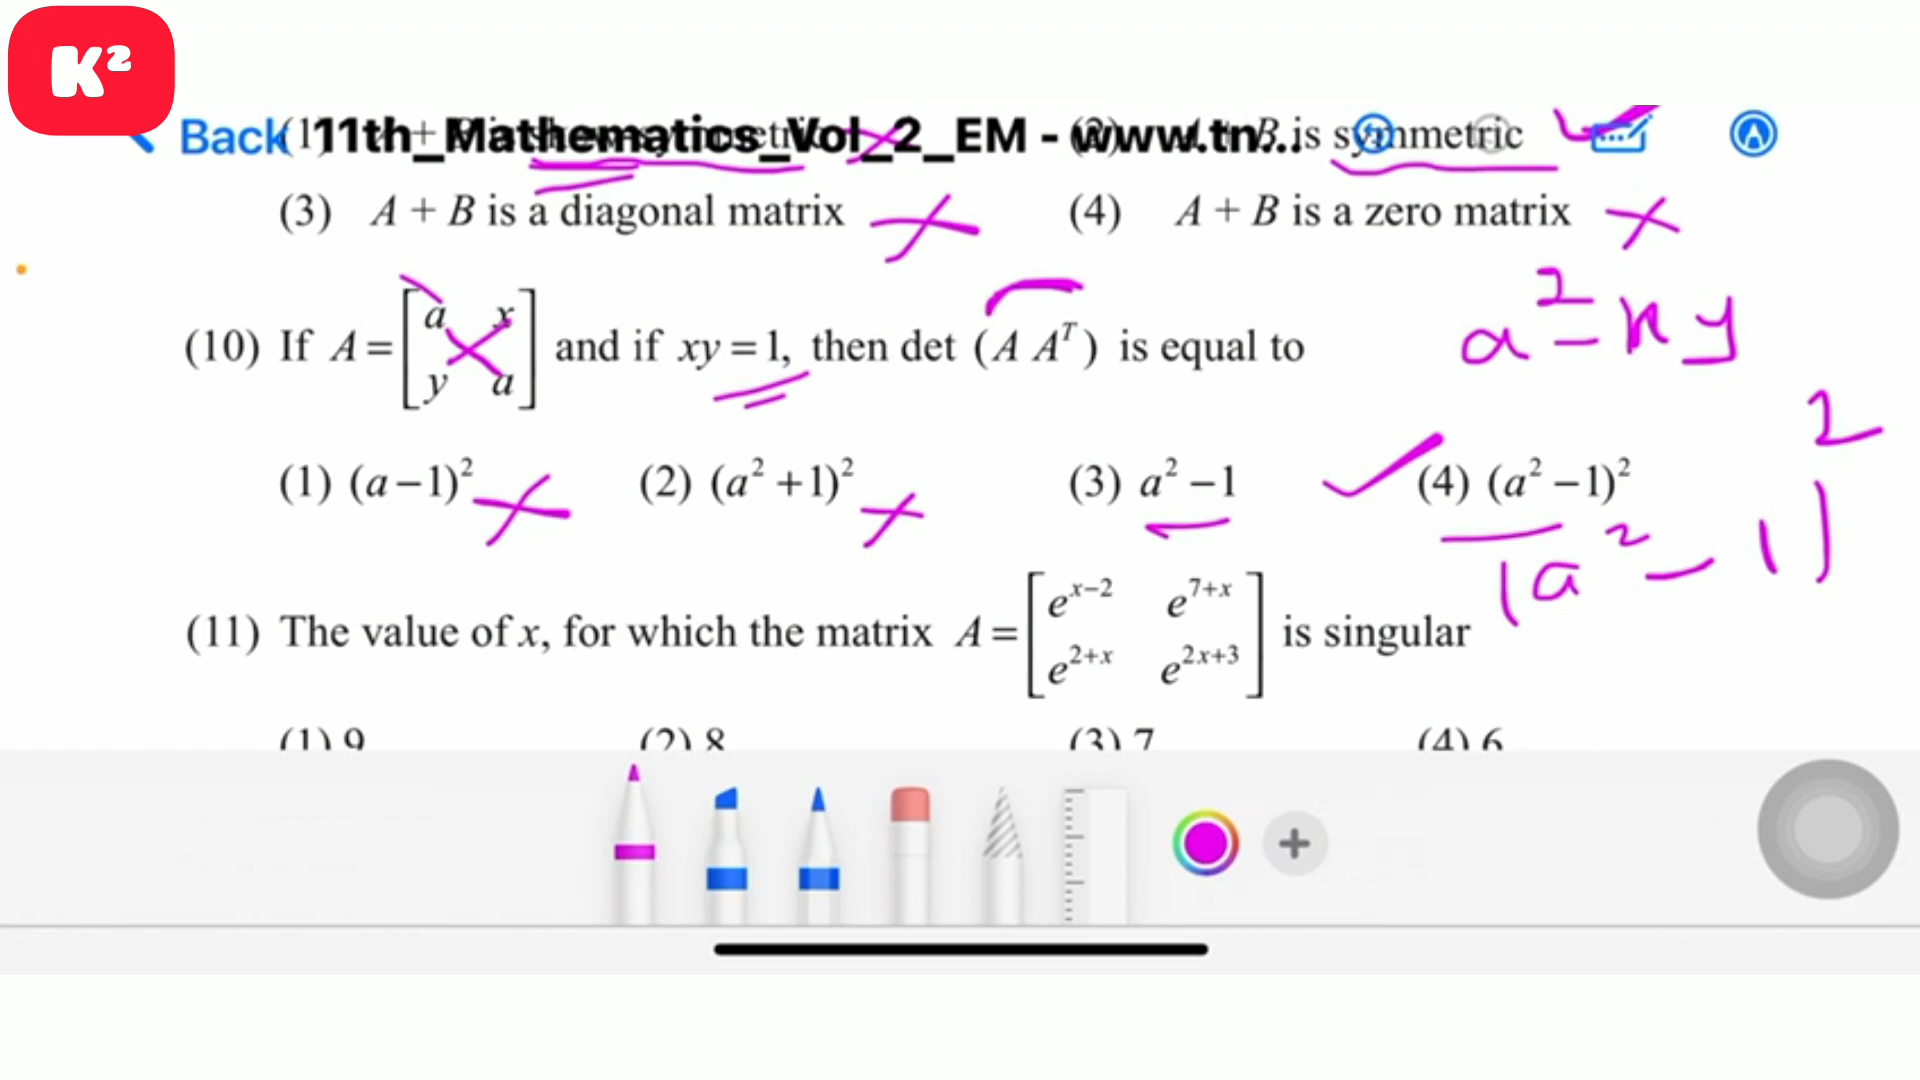 K²
Back 11th_Mathematics_Vol_2_EM - www.tn...
(2) A + B is symmetric
(3) A + B is a diagonal matrix (4) A + B is a zero matrix
(10) If A = [a x; y a] and if xy = 1, then det (A Aᵀ) is equal to
a² - xy
(1) (a – 1)² (2) (a² + 1)² (3) a² – 1 (4) (a² – 1)²
(a² - 1)²
(11) The value of x, for which the matrix A = [e^{x–2} e^{7+x}; e^{2+x} e^{2x+3}] is singular
(1) 9 (2) 8 (3) 7 (4) 6